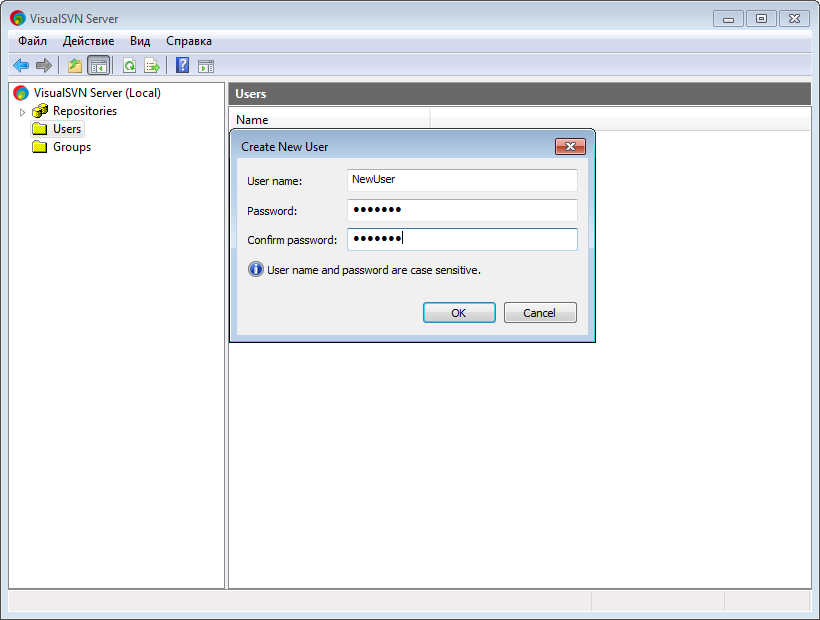 VisualSVN Server
Файл Действие Вид Справка
VisualSVN Server (Local)
Repositories
Users
Groups
Users
Name
Create New User
User name: NewUser
Password: •••••••
Confirm password: •••••••
User name and password are case sensitive.
OK Cancel